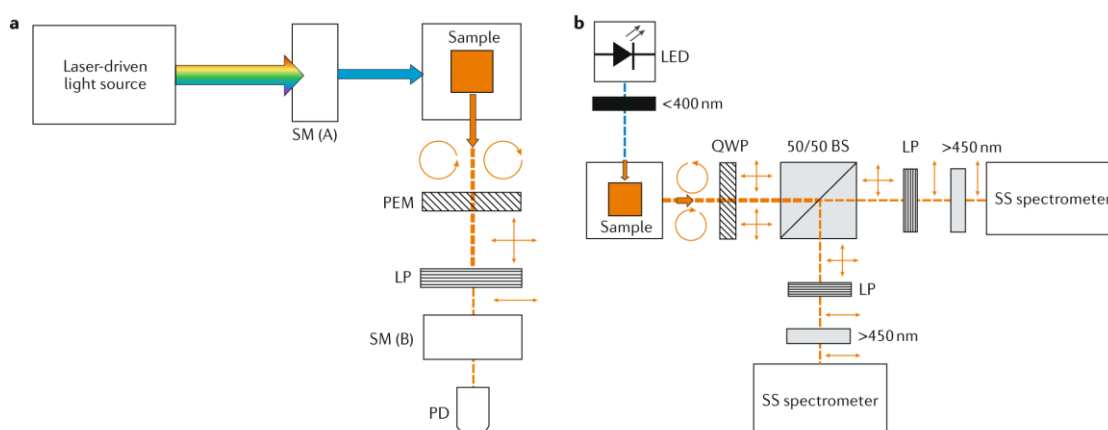 a
Laser-driven
light source
SM (A)
Sample
PEM
LP
SM (B)
PD
b
LED
<400 nm
Sample
QWP
50/50 BS
LP
>450 nm
SS spectrometer
LP
>450 nm
SS spectrometer